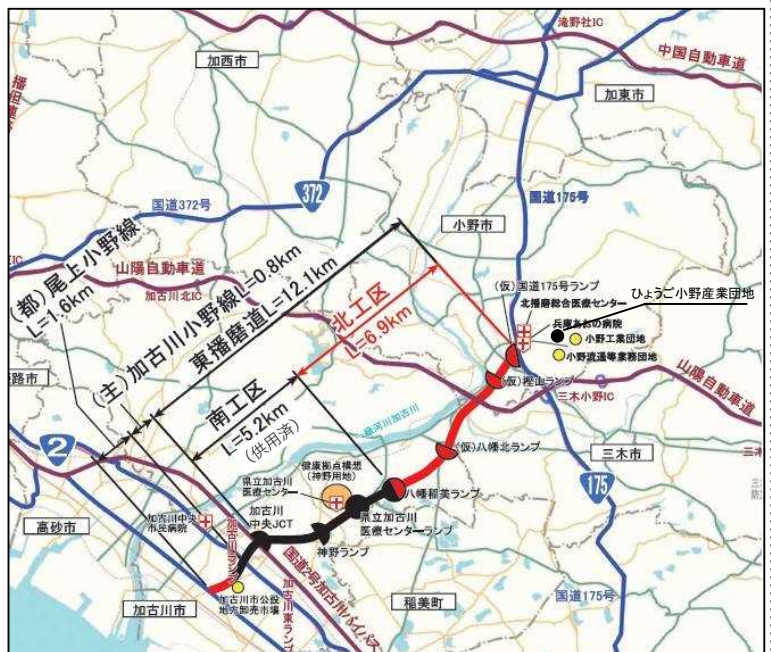 滝野社IC
中国自動車道
加西市
加東市
播但連
国道372号
372
国道175号
小野市
(都)尾上小野線
L=1.6km
山陽自動車道
加古川北IC
(主)加古川小野線L=0.8km
東播磨道L=12.1km
北工区
L=6.9km
南工区
L=5.2km
(供用済)
(仮)国道175号ランプ
北播磨総合医療センター
兵庫あおの病院
ひょうご小野産業団地
小野工業団地
小野流通等業務団地
(仮)樫山ランプ
三木小野IC
山陽自動車道
2
(仮)八幡北ランプ
三木市
175
健康拠点構想
(神野用地)
県立加古川
医療センター
八幡稲美ランプ
県立加古川
医療センターランプ
神野ランプ
加古川
中央JCT
加古川中央
市民病院
高砂市
加古川ランプ
国道2号加古川バイパス
加古川東ランプ
加古川市公設
地方卸売市場
加古川市
稲美町
国道175号